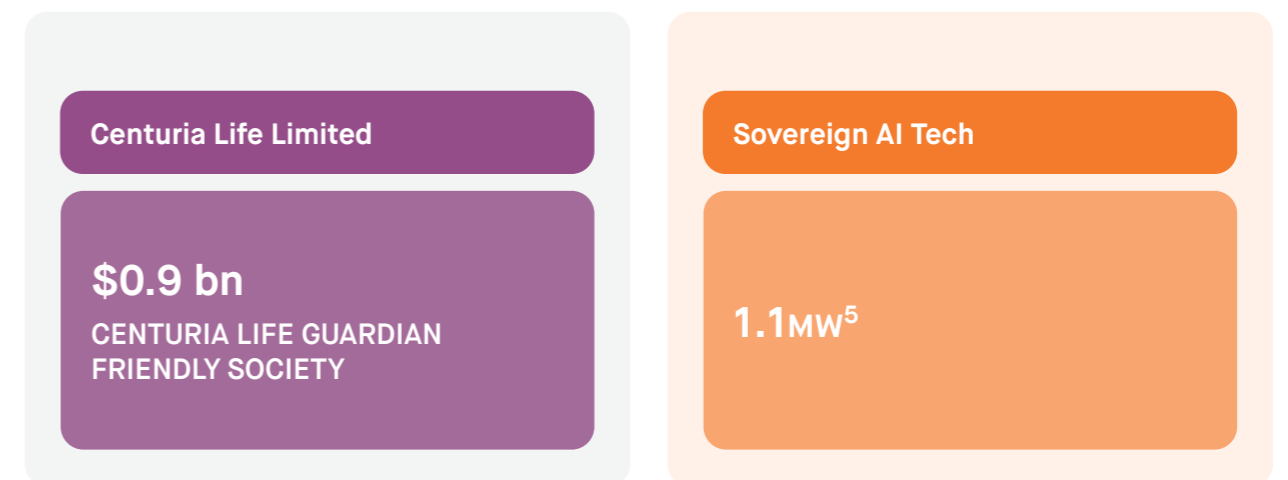 Centuria Life Limited
$0.9 bn
CENTURIA LIFE GUARDIAN
FRIENDLY SOCIETY
Sovereign AI Tech
1.1MW⁵